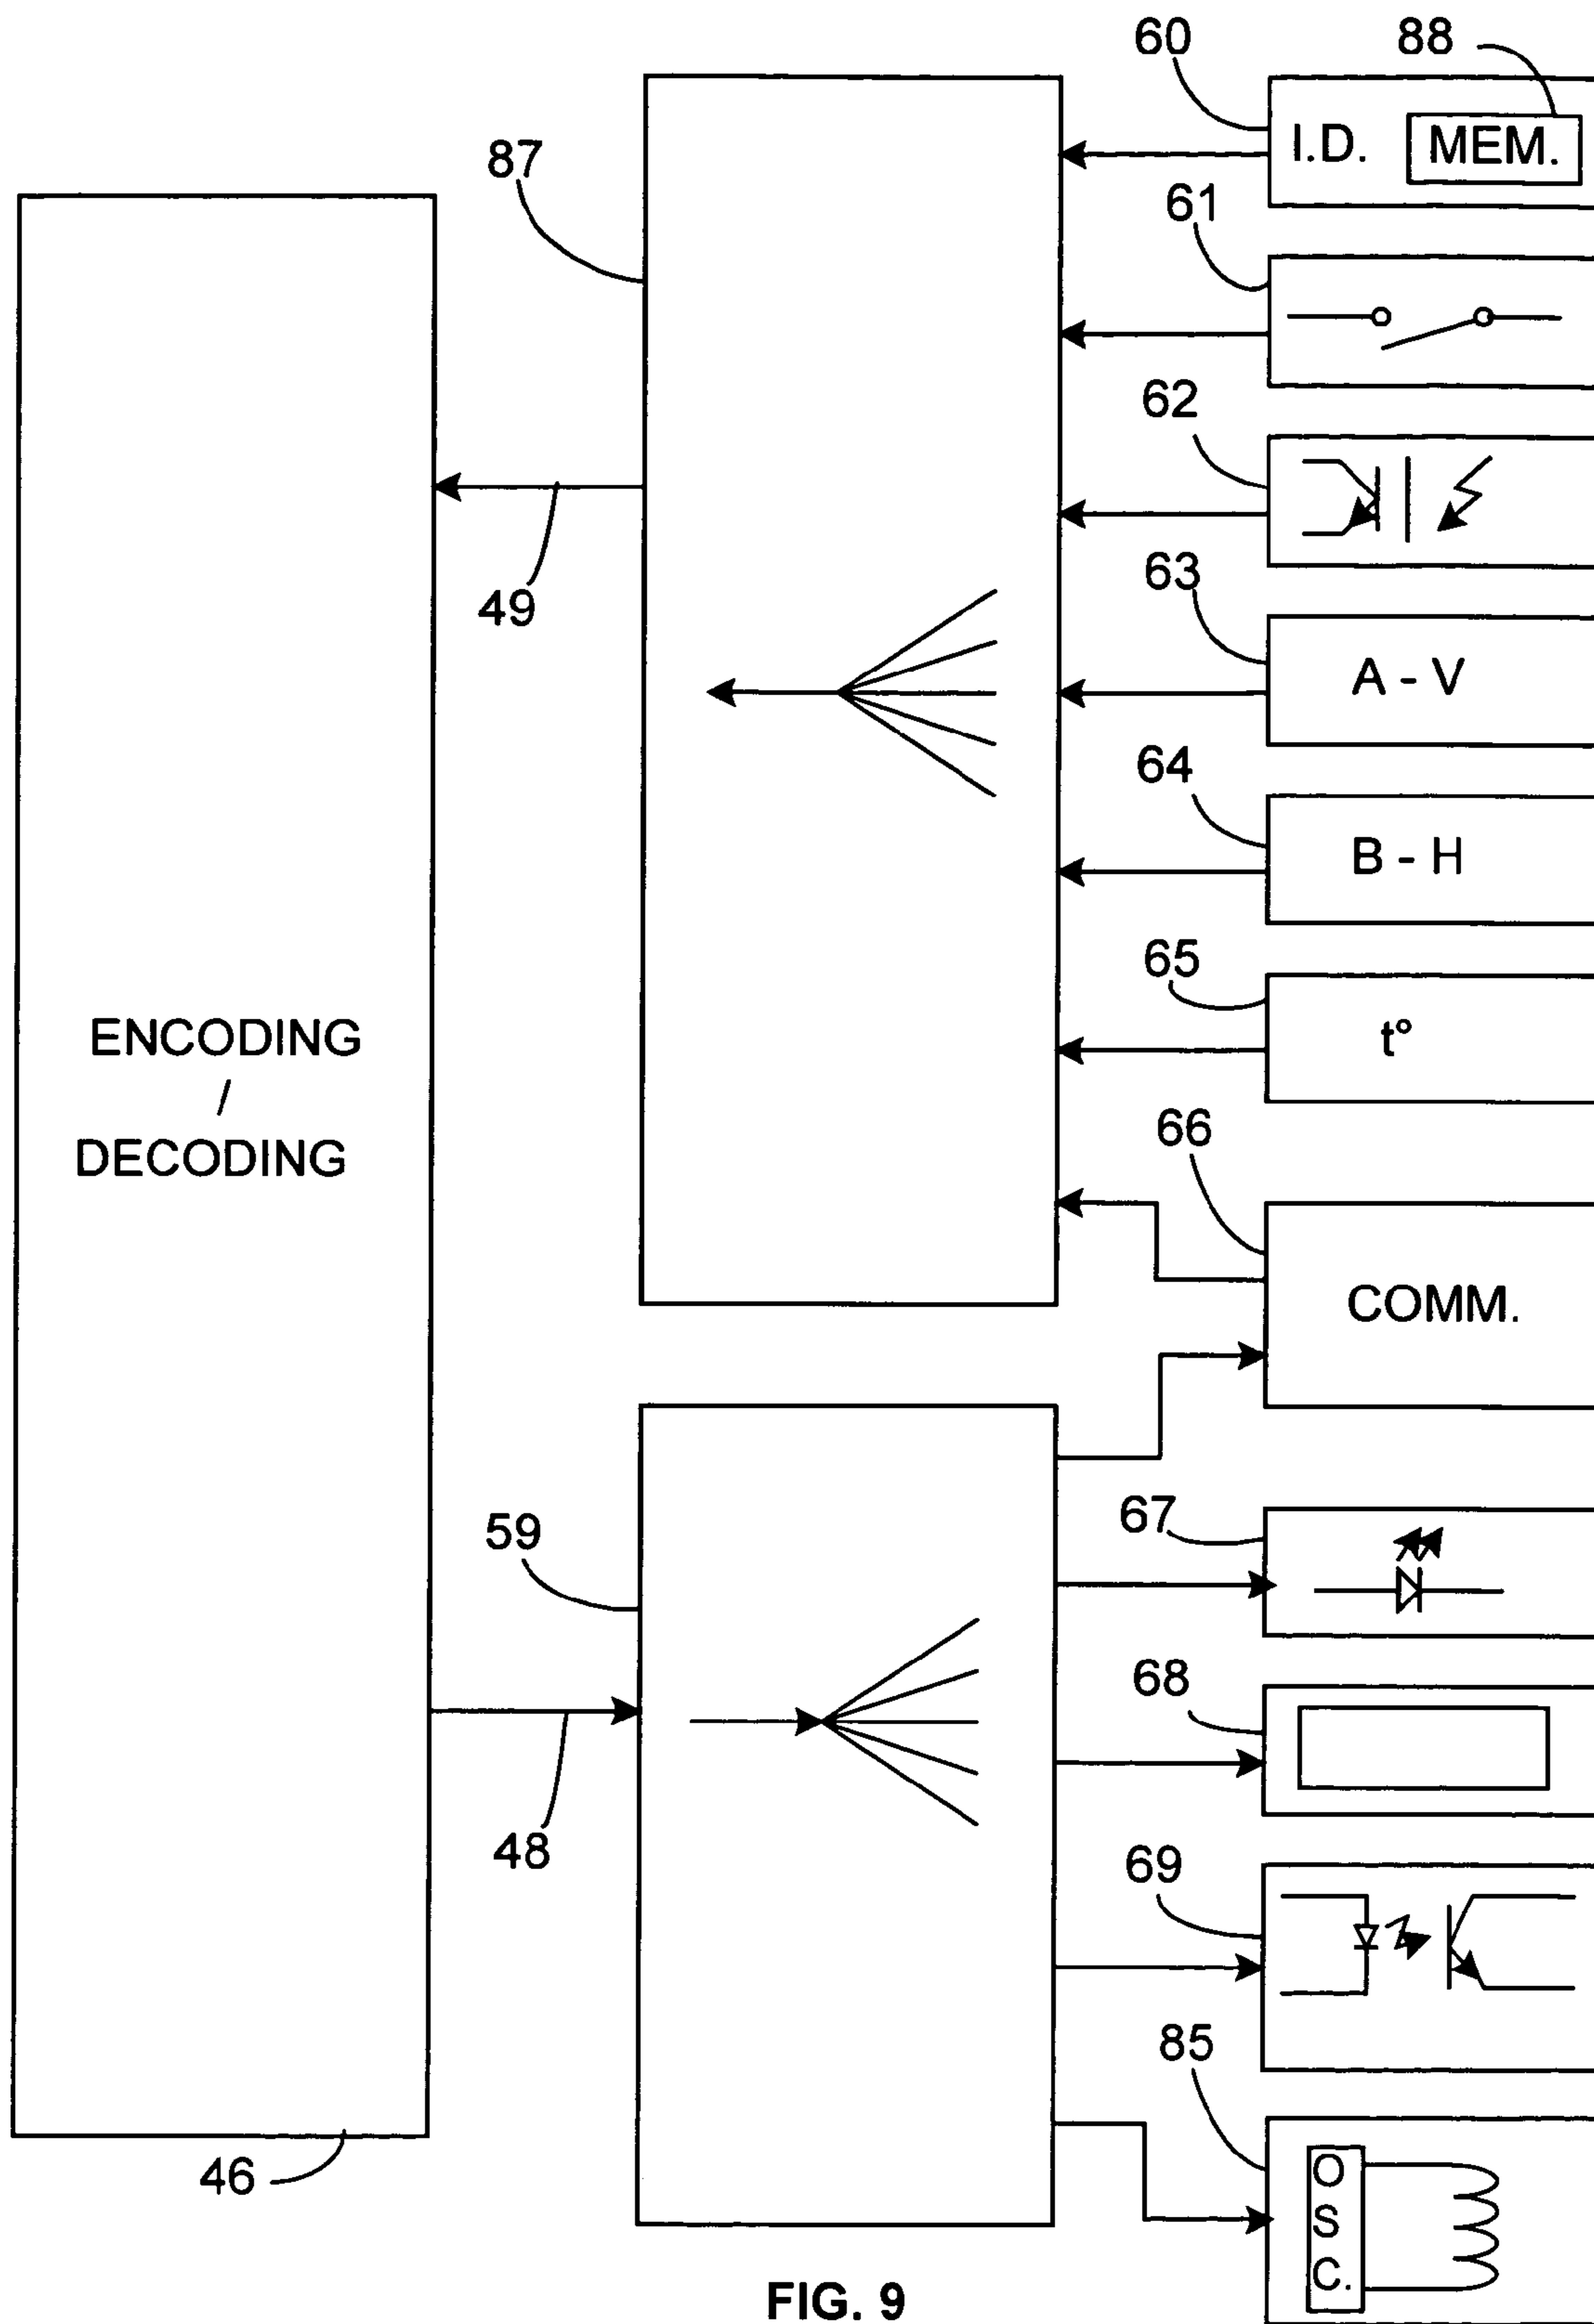 60
88
I.D.
MEM.
87
61
62
49
63
A - V
64
B - H
65
t°
ENCODING
/
DECODING
66
COMM.
59
67
68
48
69
85
46
O
S
C.
FIG. 9